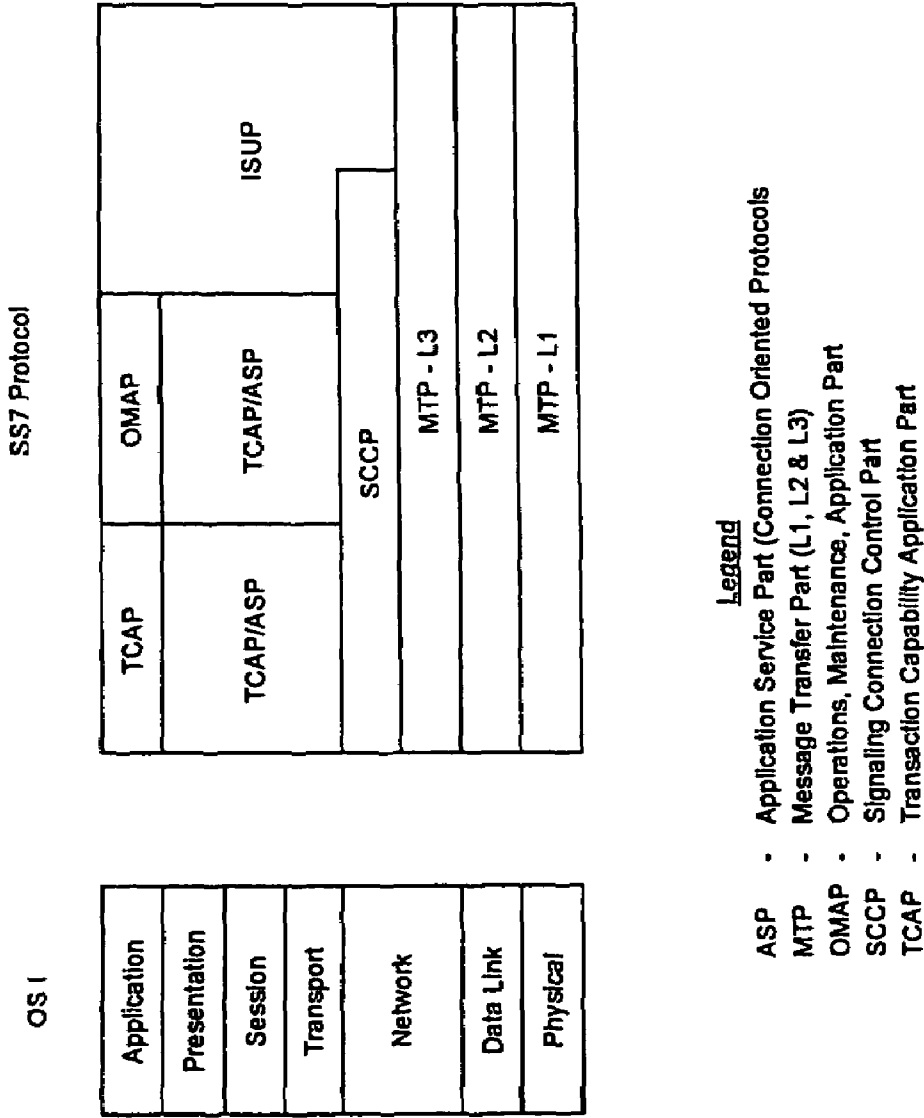 OSI
SS7 Protocol
Application
Presentation
Session
Transport
Network
Data Link
Physical
TCAP
OMAP
ISUP
TCAP/ASP
TCAP/ASP
SCCP
MTP - L3
MTP - L2
MTP - L1
Legend
ASP - Application Service Part (Connection Oriented Protocols
MTP - Message Transfer Part (L1, L2 & L3)
OMAP - Operations, Maintenance, Application Part
SCCP - Signaling Connection Control Part
TCAP - Transaction Capability Application Part